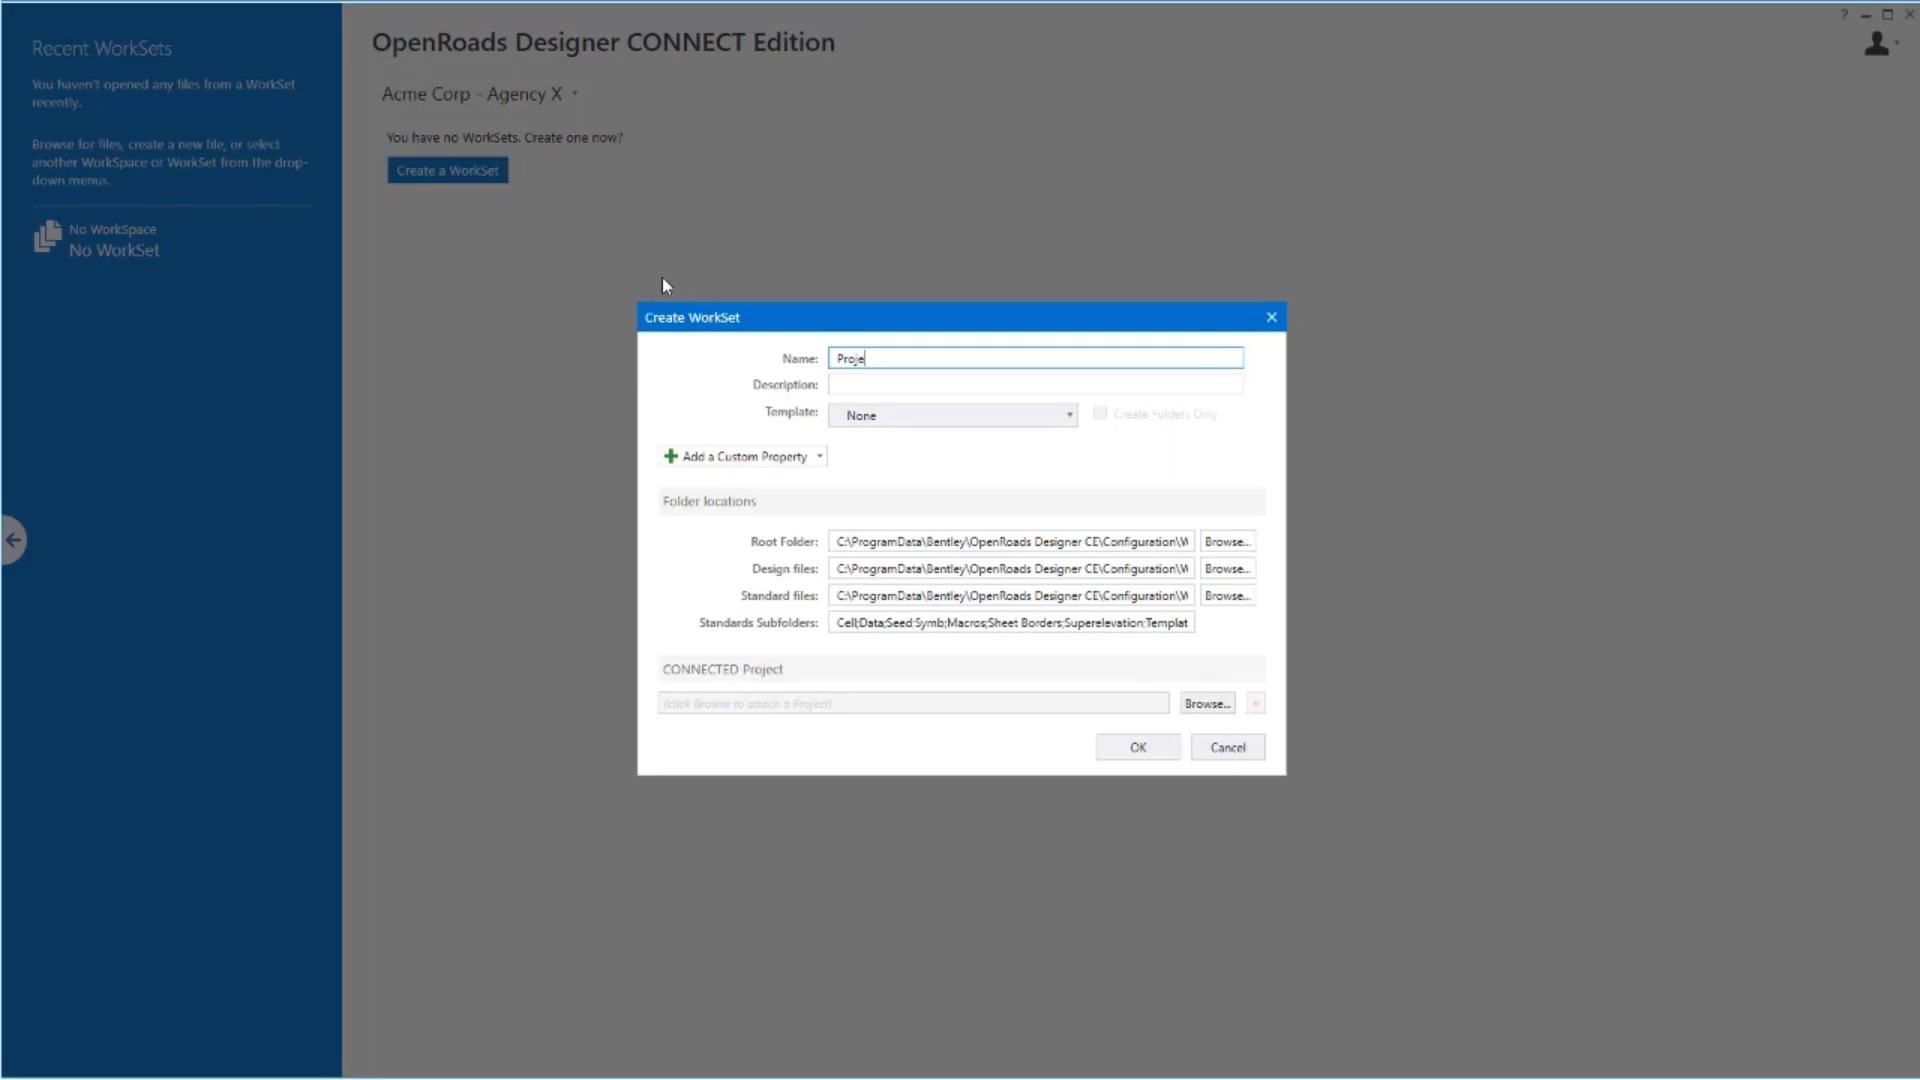 Recent WorkSets
You haven't opened any files from a WorkSet
recently.
Browse for files, create a new file, or select
another WorkSpace or WorkSet from the drop-
down menus.
No WorkSpace
No WorkSet
?
OpenRoads Designer CONNECT Edition
Acme Corp - Agency X
You have no WorkSets. Create one now?
Create a WorkSet
Create WorkSet
Name: Proje
Description:
Template: None Create Folders Only
Add a Custom Property
Folder locations
Root Folder: C:\ProgramData\Bentley\OpenRoads Designer CE\Configuration\W Browse...
Design files: C:\ProgramData\Bentley\OpenRoads Designer CE\Configuration\W Browse...
Standard files: C:\ProgramData\Bentley\OpenRoads Designer CE\Configuration\W Browse...
Standards Subfolders: Cell;Data;Seed;Symb;Macros;Sheet Borders;Superelevation;Templat
CONNECTED Project
(click Browse to attach a Project) Browse...
OK Cancel